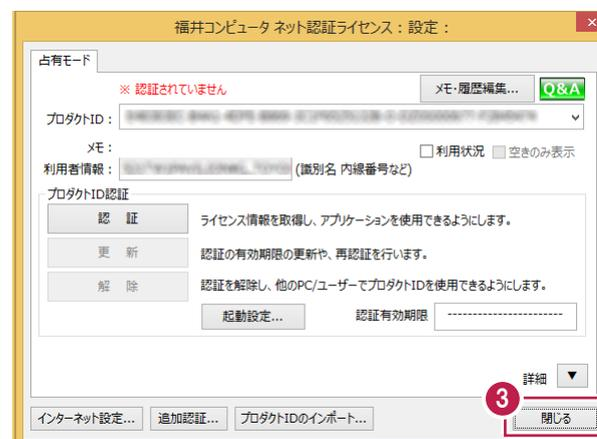 福井コンピュータ ネット認証ライセンス：設定：
占有モード
※ 認証されていません
メモ・履歴編集...
Q&A
プロダクトID：
メモ：
利用状況
空きのみ表示
利用者情報：
(識別名 内線番号など)
プロダクトID認証
認　証
ライセンス情報を取得し、アプリケーションを使用できるようにします。
更　新
認証の有効期限の更新や、再認証を行います。
解　除
認証を解除し、他のPC/ユーザーでプロダクトIDを使用できるようにします。
起動設定...
認証有効期限
-----------------------
詳細
3
インターネット設定...
追加認証...
プロダクトIDのインポート...
閉じる